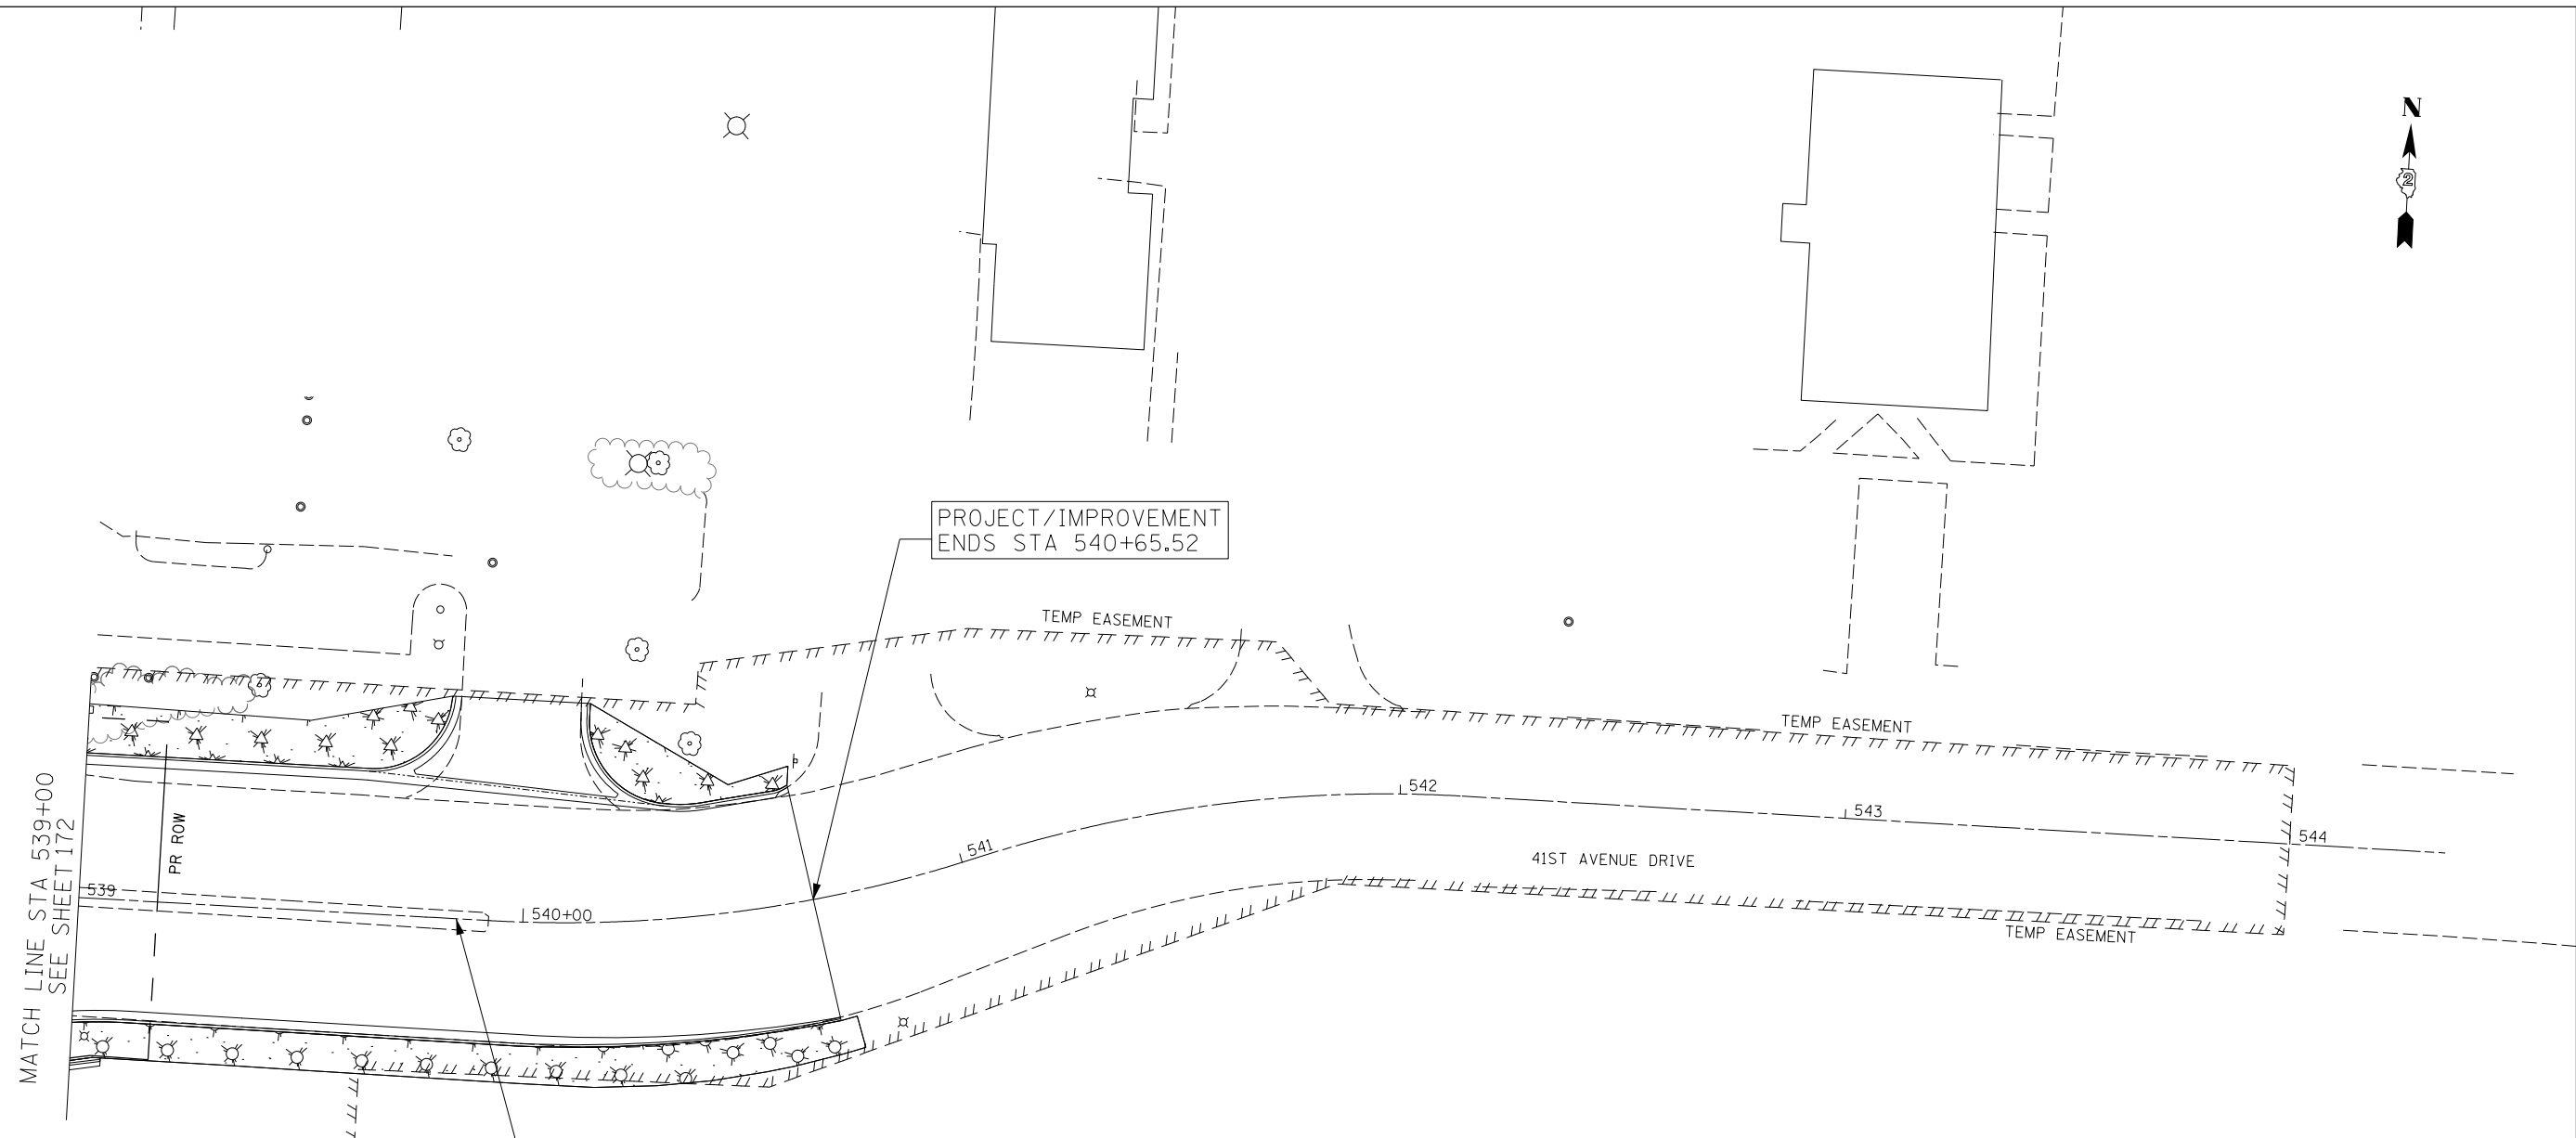 N
2
PROJECT/IMPROVEMENT
ENDS STA 540+65.52
TEMP EASEMENT
TEMP EASEMENT
542
543
544
541
41ST AVENUE DRIVE
PR ROW
539
540+00
TEMP EASEMENT
MATCH LINE STA 539+00
SEE SHEET 172